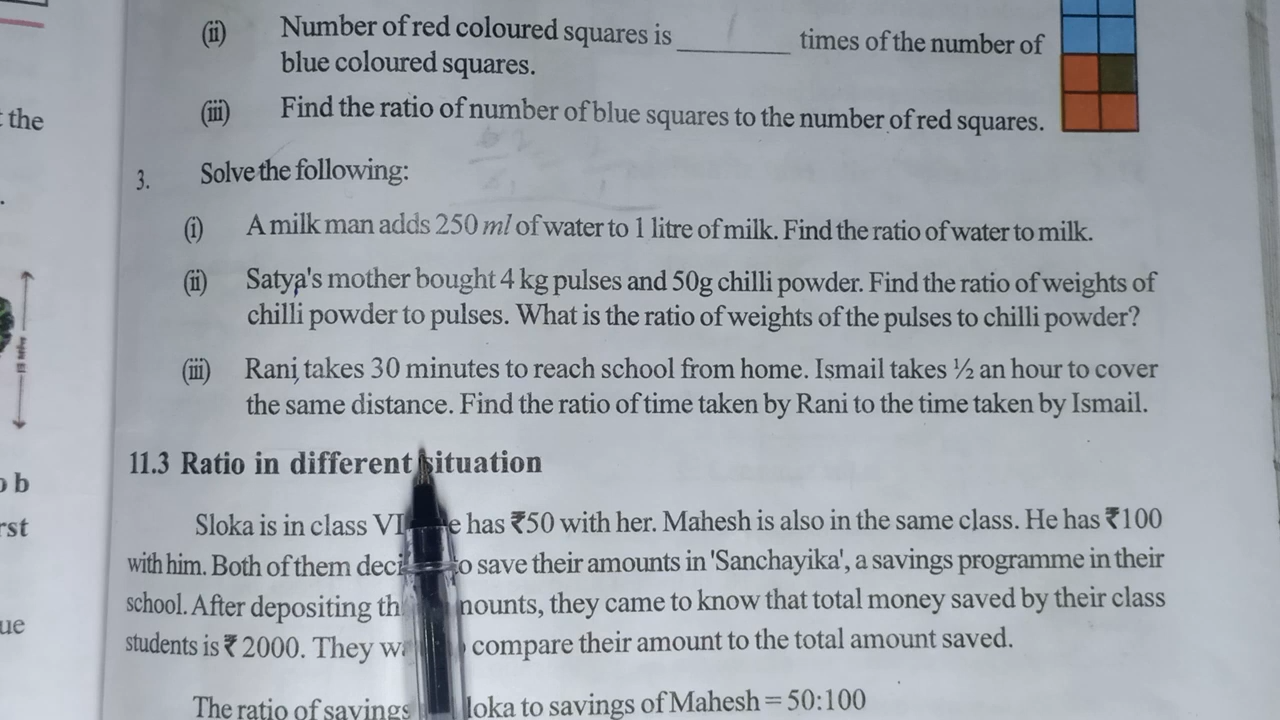 (ii) Number of red coloured squares is ________ times of the number of
blue coloured squares.
(iii) Find the ratio of number of blue squares to the number of red squares.
the
3. Solve the following:
(i) A milk man adds 250 ml of water to 1 litre of milk. Find the ratio of water to milk.
(ii) Satya's mother bought 4 kg pulses and 50g chilli powder. Find the ratio of weights of
chilli powder to pulses. What is the ratio of weights of the pulses to chilli powder?
(iii) Rani takes 30 minutes to reach school from home. Ismail takes ½ an hour to cover
the same distance. Find the ratio of time taken by Rani to the time taken by Ismail.
11.3 Ratio in different situation
b
rst
ue
Sloka is in class VI has ₹50 with her. Mahesh is also in the same class. He has ₹100
with him. Both of them save their amounts in 'Sanchayika', a savings programme in their
school. After depositing they came to know that total money saved by their class
students is ₹ 2000. They compare their amount to the total amount saved.
The ratio of savings to savings of Mahesh = 50:100